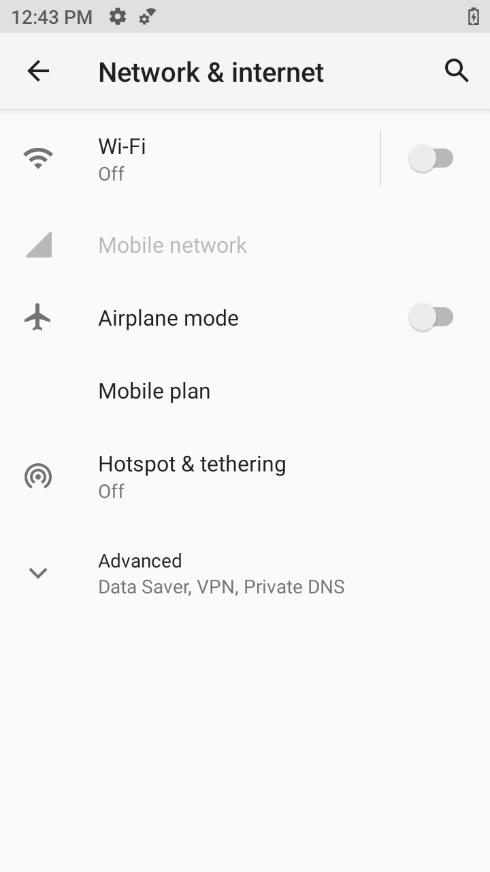 12:43 PM
Network & internet
Wi-Fi
Off
Mobile network
Airplane mode
Mobile plan
Hotspot & tethering
Off
Advanced
Data Saver, VPN, Private DNS